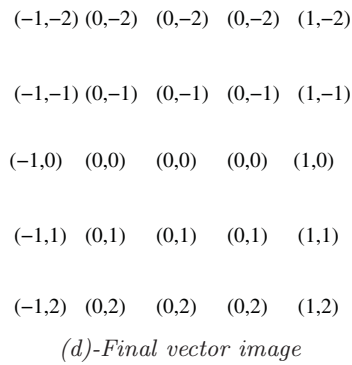 (−1,−2) (0,−2) (0,−2) (0,−2) (1,−2)
(−1,−1) (0,−1) (0,−1) (0,−1) (1,−1)
(−1,0) (0,0) (0,0) (0,0) (1,0)
(−1,1) (0,1) (0,1) (0,1) (1,1)
(−1,2) (0,2) (0,2) (0,2) (1,2)
(d)-Final vector image